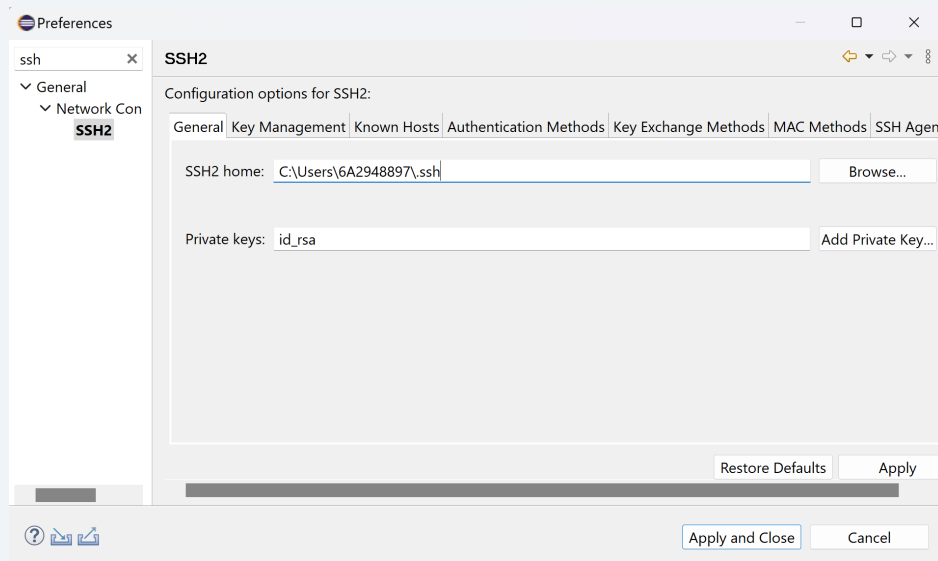 Preferences
ssh
General
Network Con
SSH2
SSH2
Configuration options for SSH2:
General Key Management Known Hosts Authentication Methods Key Exchange Methods MAC Methods SSH Agen
SSH2 home: C:\Users\6A2948897\.ssh Browse...
Private keys: id_rsa Add Private Key...
Restore Defaults Apply
? Apply and Close Cancel